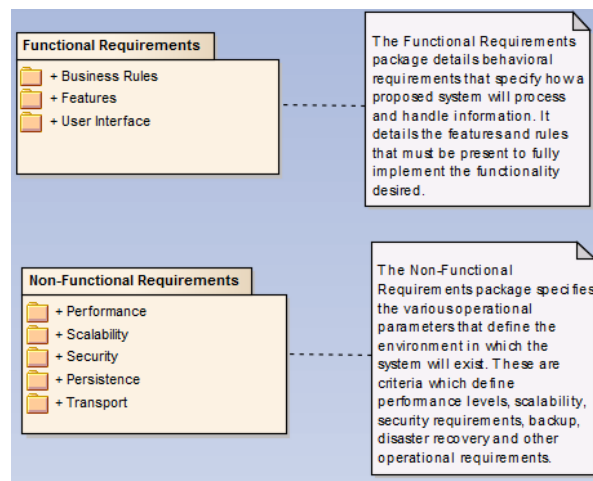 Functional Requirements
+ Business Rules
+ Features
+ User Interface
The Functional Requirements
package details behavioral
requirements that specify how a
proposed system will process
and handle information. It
details the features and rules
that must be present to fully
implement the functionality
desired.
Non-Functional Requirements
+ Performance
+ Scalability
+ Security
+ Persistence
+ Transport
The Non-Functional
Requirements package specifies
the various operational
parameters that define the
environment in which the
system will exist. These are
criteria which define
performance levels, scalability,
security requirements, backup,
disaster recovery and other
operational requirements.